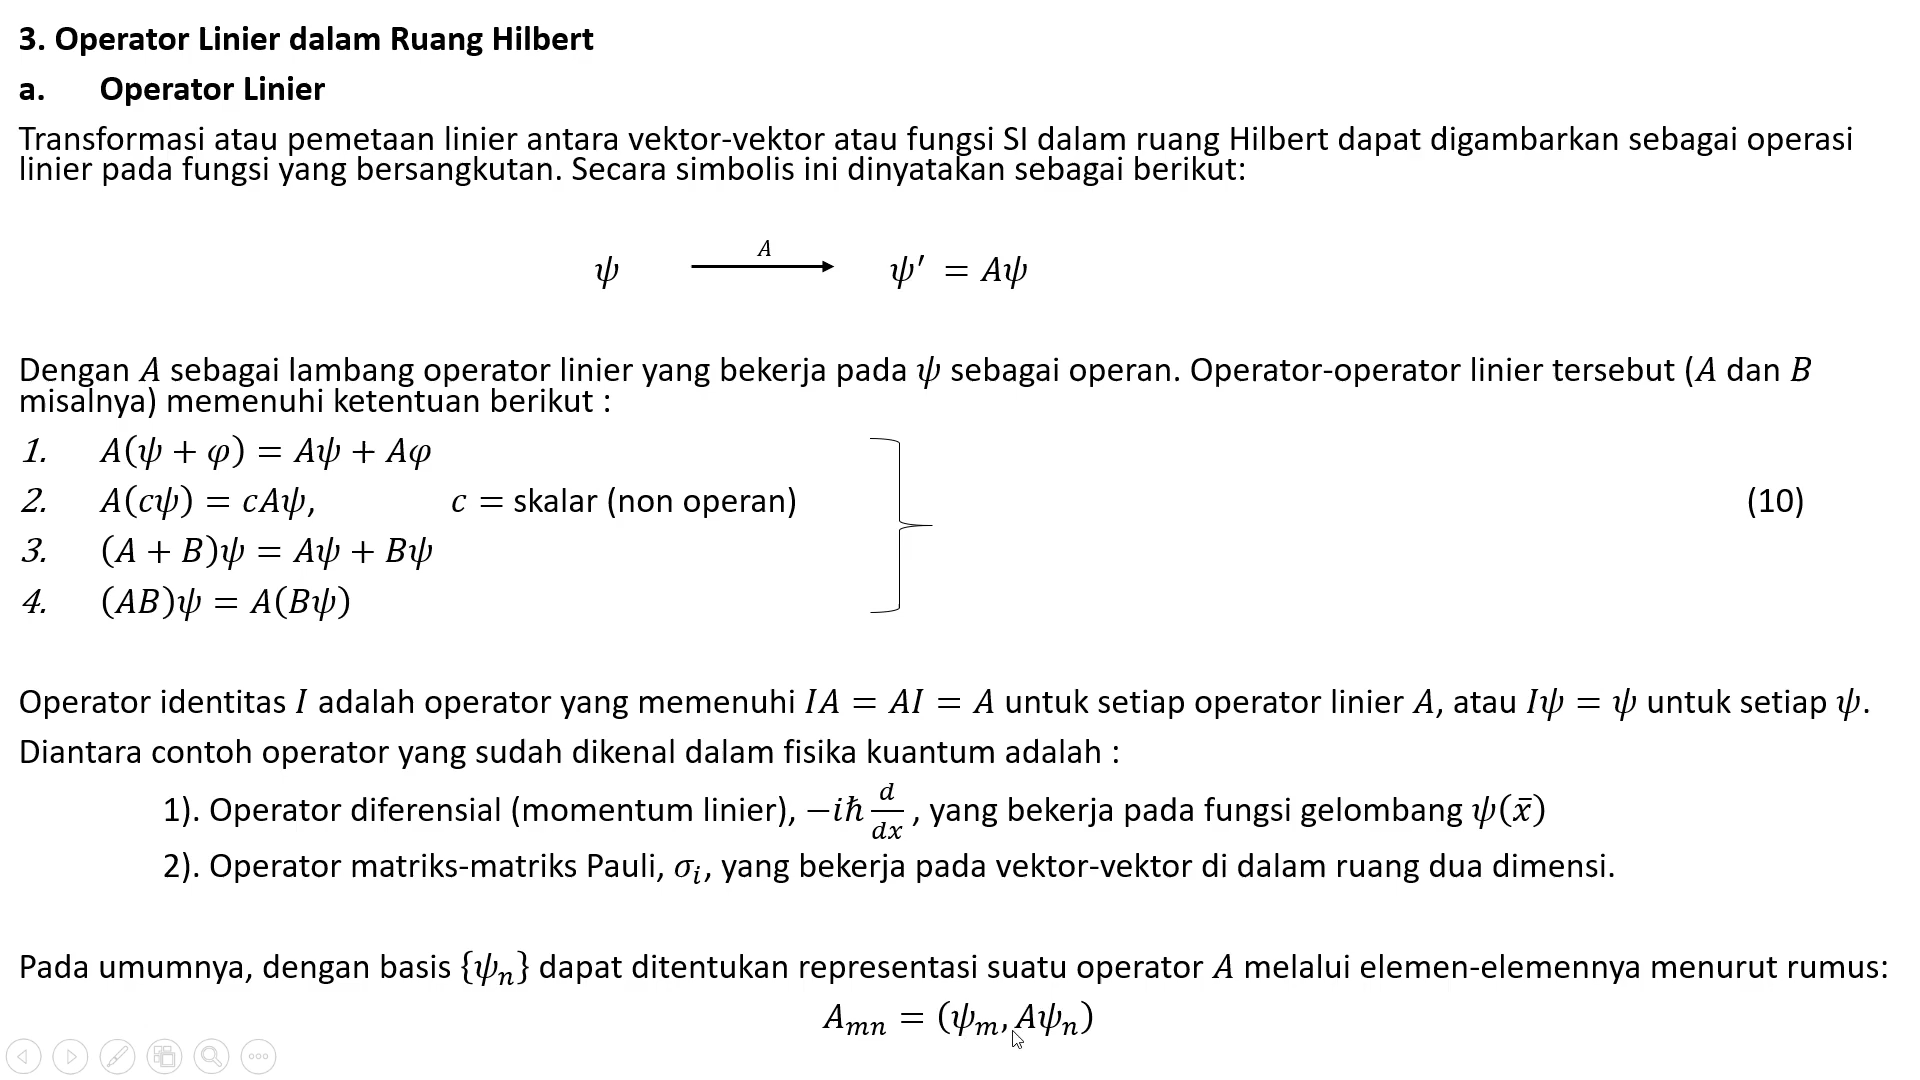 3. Operator Linier dalam Ruang Hilbert
a. Operator Linier
Transformasi atau pemetaan linier antara vektor-vektor atau fungsi SI dalam ruang Hilbert dapat digambarkan sebagai operasi
linier pada fungsi yang bersangkutan. Secara simbolis ini dinyatakan sebagai berikut:
A
ψ ⟶ ψ′ = Aψ
Dengan A sebagai lambang operator linier yang bekerja pada ψ sebagai operan. Operator-operator linier tersebut (A dan B
misalnya) memenuhi ketentuan berikut :
1. A(ψ + φ) = Aψ + Aφ
2. A(cψ) = cAψ, c = skalar (non operan) (10)
3. (A + B)ψ = Aψ + Bψ
4. (AB)ψ = A(Bψ)
Operator identitas I adalah operator yang memenuhi IA = AI = A untuk setiap operator linier A, atau Iψ = ψ untuk setiap ψ.
Diantara contoh operator yang sudah dikenal dalam fisika kuantum adalah :
1). Operator diferensial (momentum linier), −iℏ d/dx , yang bekerja pada fungsi gelombang ψ(x̄)
2). Operator matriks-matriks Pauli, σᵢ, yang bekerja pada vektor-vektor di dalam ruang dua dimensi.
Pada umumnya, dengan basis {ψₙ} dapat ditentukan representasi suatu operator A melalui elemen-elemennya menurut rumus:
Aₘₙ = (ψₘ, Aψₙ)